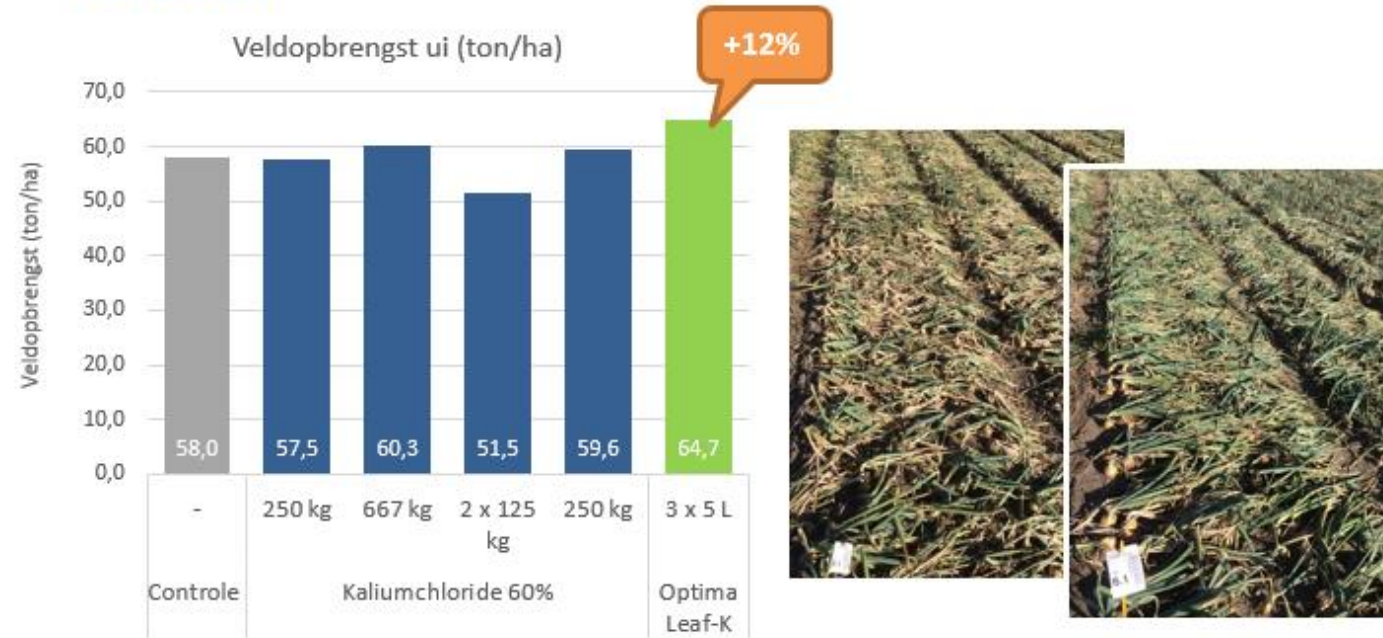 Veldopbrengst ui (ton/ha)
+12%
Veldopbrengst (ton/ha)
70,0
60,0
50,0
40,0
30,0
20,0
10,0
0,0
58,0 57,5 60,3 51,5 59,6 64,7
- 250 kg 667 kg 2 x 125 250 kg 3 x 5 L
kg
Controle Kaliumchloride 60% Optima
Leaf-K